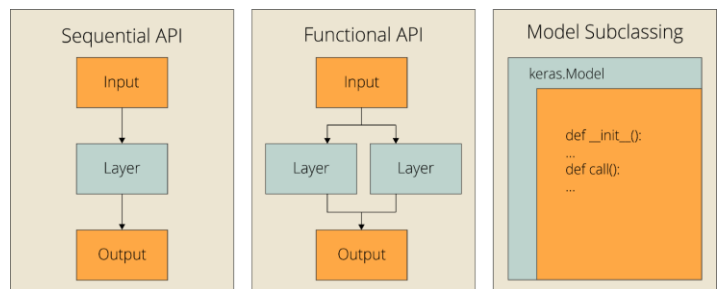 Sequential API
Input
Layer
Output
Functional API
Input
Layer
Layer
Output
Model Subclassing
keras.Model
def __init__():
...
def call():
...